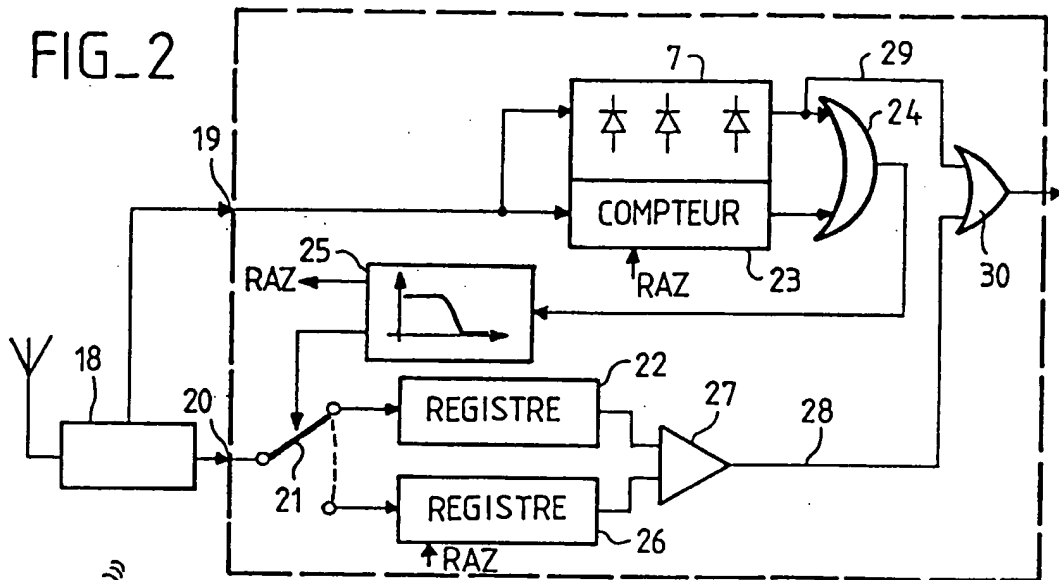 FIG_2
7
29
24
19
COMPTEUR
25
RAZ
RAZ
23
30
18
20
22
REGISTRE
27
28
21
REGISTRE
26
RAZ